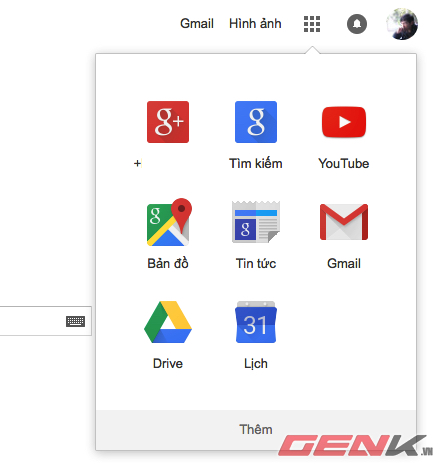 Gmail Hình ảnh
g+ g
+ Tìm kiếm YouTube
g g
Bản đồ Tin tức Gmail
31
Drive Lịch
Thêm
GENK.VN